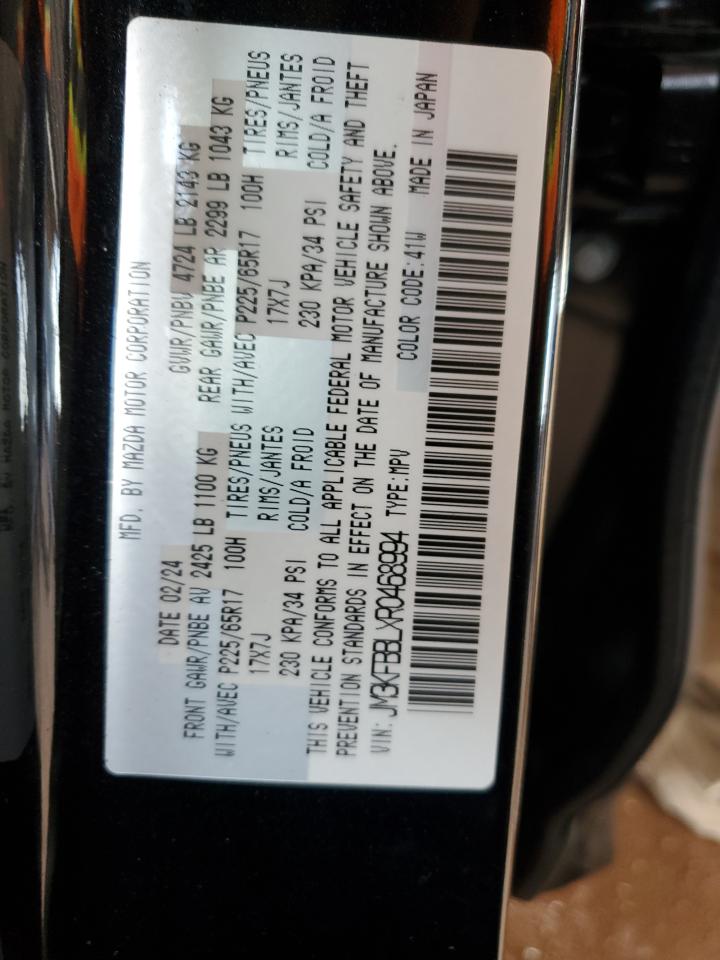 MFD. BY MAZDA MOTOR CORPORATION
DATE 02/24 GVWR/PNBV 4724 LB 2143 KG
FRONT GAWR/PNBE AV 2425 LB 1100 KG REAR GAWR/PNBE AR 2299 LB 1043 KG
WITH/AVEC P225/65R17 100H TIRES/PNEUS WITH/AVEC P225/65R17 100H TIRES/PNEUS
17X7J RIMS/JANTES 17X7J RIMS/JANTES
230 KPA/34 PSI COLD/A FROID 230 KPA/34 PSI COLD/A FROID
THIS VEHICLE CONFORMS TO ALL APPLICABLE FEDERAL MOTOR VEHICLE SAFETY AND THEFT
PREVENTION STANDARDS IN EFFECT ON THE DATE OF MANUFACTURE SHOWN ABOVE.
VIN: JM3KFBBLXR0468994 TYPE:MPV COLOR CODE:41W MADE IN JAPAN